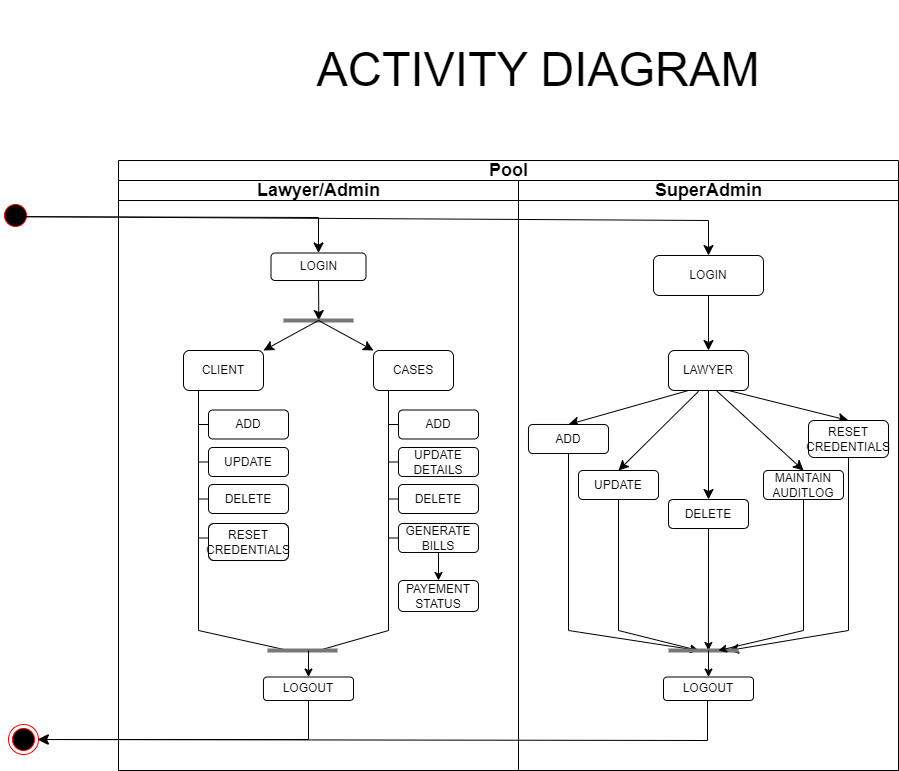 ACTIVITY DIAGRAM
Pool
Lawyer/Admin
SuperAdmin
LOGIN
LOGIN
CLIENT
CASES
LAWYER
ADD
UPDATE
DELETE
RESET
CREDENTIALS
ADD
UPDATE
DETAILS
DELETE
GENERATE
BILLS
PAYEMENT
STATUS
ADD
UPDATE
DELETE
MAINTAIN
AUDITLOG
RESET
CREDENTIALS
LOGOUT
LOGOUT